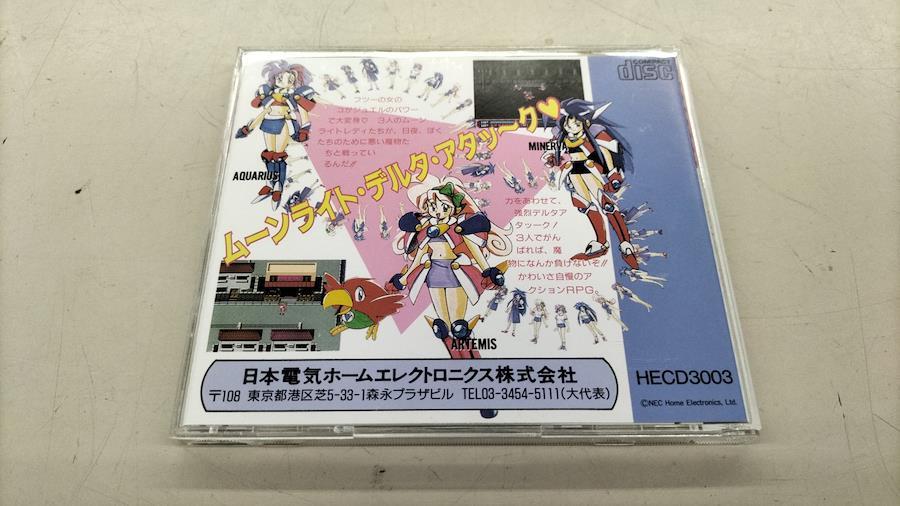 COMPACT
disc
フツーの女の
コがジュエルのパワー
で大変身♡ 3人のムーン
ライトレディたちが、日夜、ぼく
たちのために悪い魔物た
ちと戦ってい
るんだ!!
AQUARIUS
MINERVA
ムーンライト・デルタ・アタッーク♥
力をあわせて、
強烈デルタア
タッーク!
3人でがん
ばれば、魔
物になんか負けないぞ!!
かわいさ自慢のア
クションRPG。
ARTEMIS
日本電気ホームエレクトロニクス株式会社
〒108 東京都港区芝5-33-1森永プラザビル TEL03-3454-5111(大代表)
HECD3003
©NEC Home Electronics, Ltd.